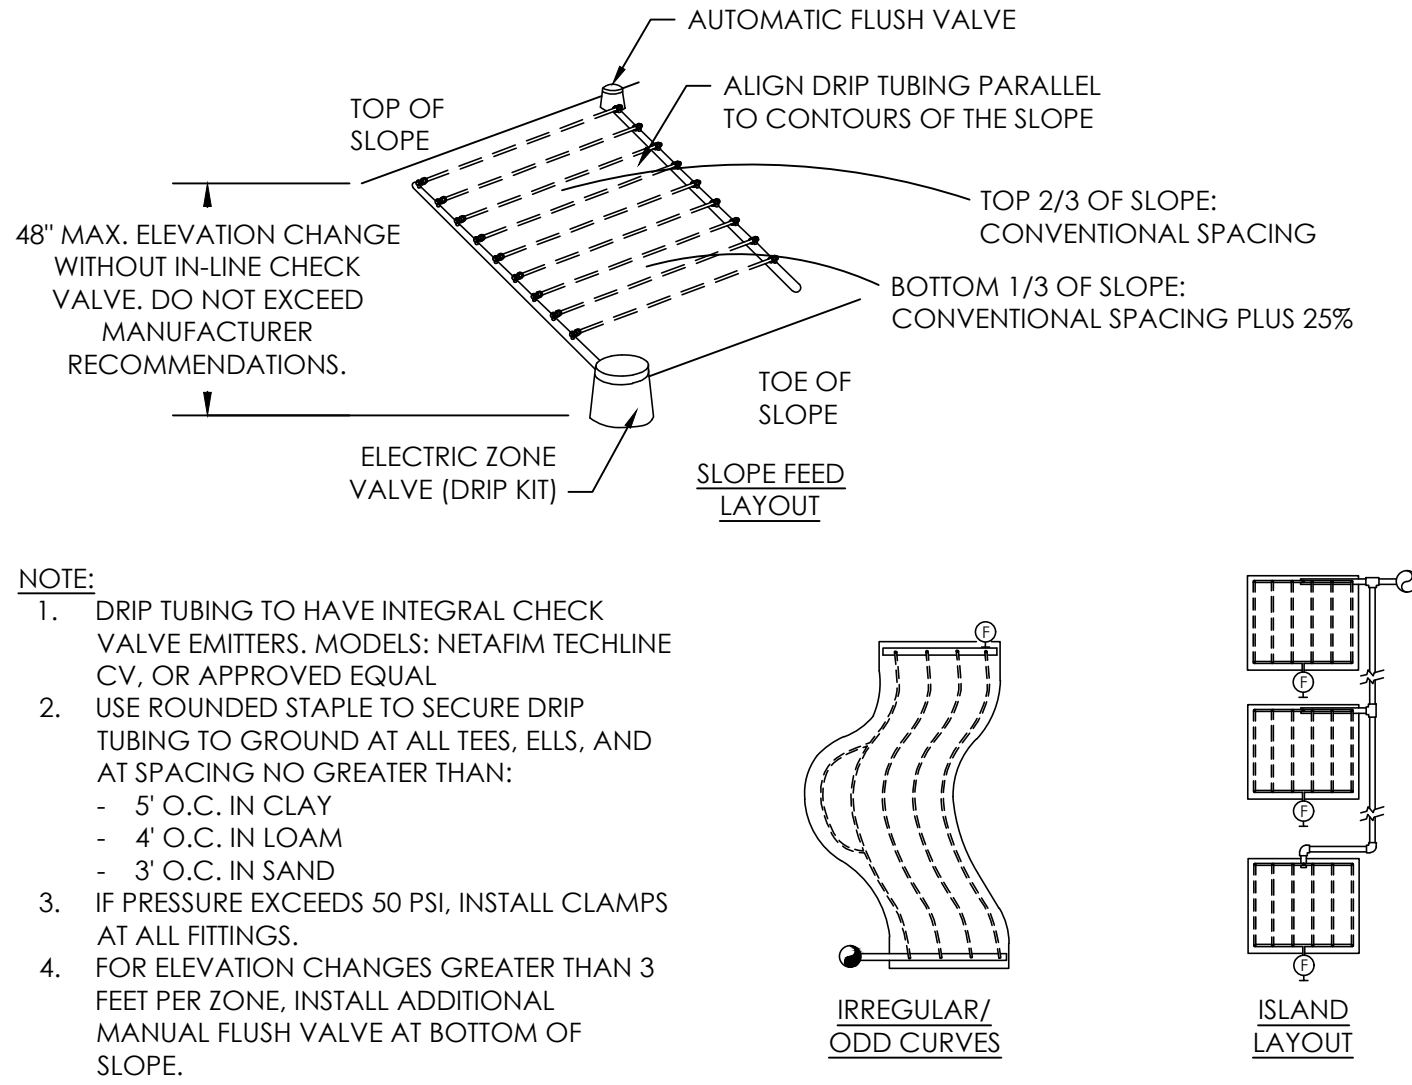 AUTOMATIC FLUSH VALVE
ALIGN DRIP TUBING PARALLEL
TO CONTOURS OF THE SLOPE
TOP OF
SLOPE
TOP 2/3 OF SLOPE:
CONVENTIONAL SPACING
48" MAX. ELEVATION CHANGE
WITHOUT IN-LINE CHECK
VALVE. DO NOT EXCEED
MANUFACTURER
RECOMMENDATIONS.
BOTTOM 1/3 OF SLOPE:
CONVENTIONAL SPACING PLUS 25%
TOE OF
SLOPE
ELECTRIC ZONE
VALVE (DRIP KIT)
SLOPE FEED
LAYOUT
NOTE:
1. DRIP TUBING TO HAVE INTEGRAL CHECK
VALVE EMITTERS. MODELS: NETAFIM TECHLINE
CV, OR APPROVED EQUAL
2. USE ROUNDED STAPLE TO SECURE DRIP
TUBING TO GROUND AT ALL TEES, ELLS, AND
AT SPACING NO GREATER THAN:
- 5' O.C. IN CLAY
- 4' O.C. IN LOAM
- 3' O.C. IN SAND
3. IF PRESSURE EXCEEDS 50 PSI, INSTALL CLAMPS
AT ALL FITTINGS.
4. FOR ELEVATION CHANGES GREATER THAN 3
FEET PER ZONE, INSTALL ADDITIONAL
MANUAL FLUSH VALVE AT BOTTOM OF
SLOPE.
F
IRREGULAR/
ODD CURVES
F
F
F
ISLAND
LAYOUT